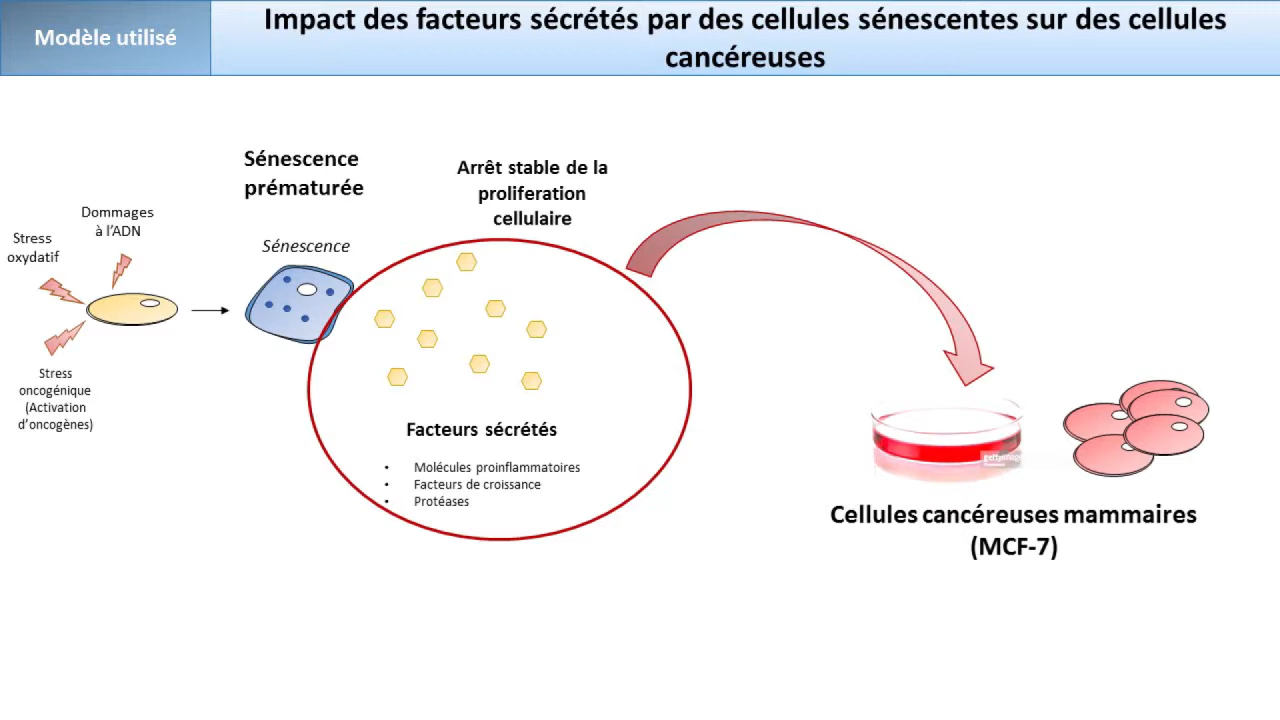 Modèle utilisé
Impact des facteurs sécrétés par des cellules sénescentes sur des cellules
cancéreuses
Sénescence
prématurée
Arrêt stable de la
proliferation
cellulaire
Dommages
à l'ADN
Stress
oxydatif
Sénescence
Stress
oncogénique
(Activation
d'oncogènes)
Facteurs sécrétés
• Molécules proinflammatoires
• Facteurs de croissance
• Protéases
Cellules cancéreuses mammaires
(MCF-7)